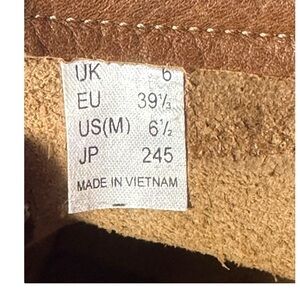 UK 6
EU 39⅓
US(M) 6½
JP 245
MADE IN VIETNAM